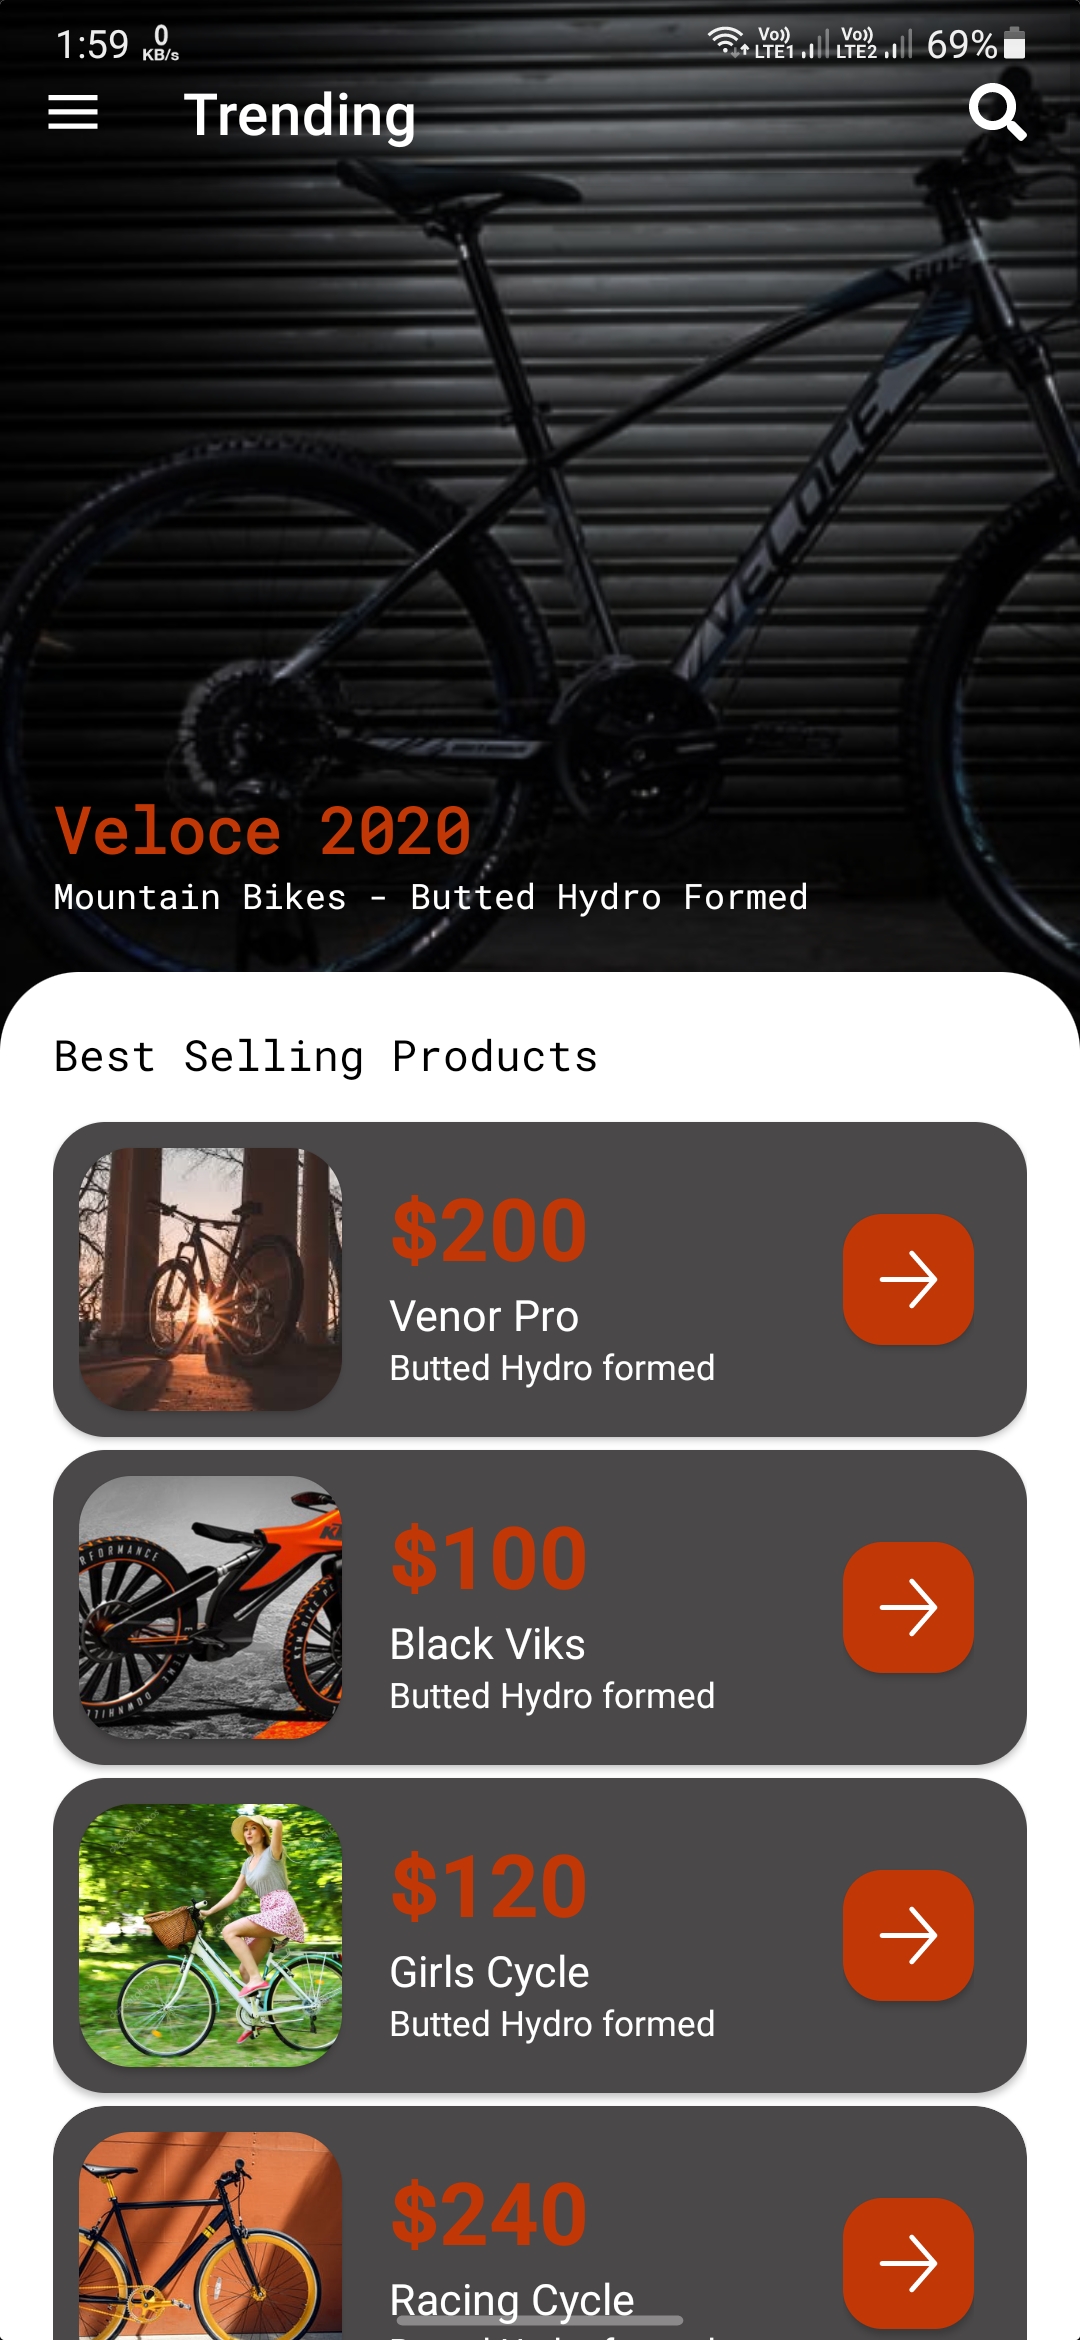 1:59 0 KB/s Vo)) LTE1 Vo)) LTE2 69%
Trending
VELOCE
Veloce 2020
Mountain Bikes - Butted Hydro Formed
Best Selling Products
$200
Venor Pro
Butted Hydro formed
PERFORMANCE
$100
Black Viks
Butted Hydro formed
$120
Girls Cycle
Butted Hydro formed
$240
Racing Cycle